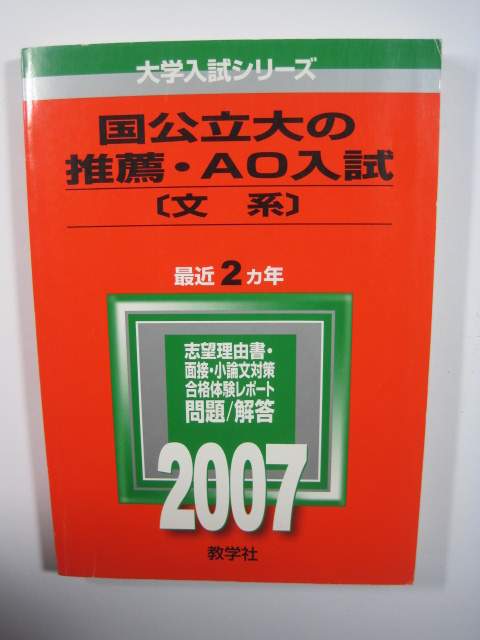 大学入試シリーズ
国公立大の
推薦・AO入試
〔文 系〕
最近 2 カ年
志望理由書・
面接・小論文対策
合格体験レポート
問題/解答
2007
教学社